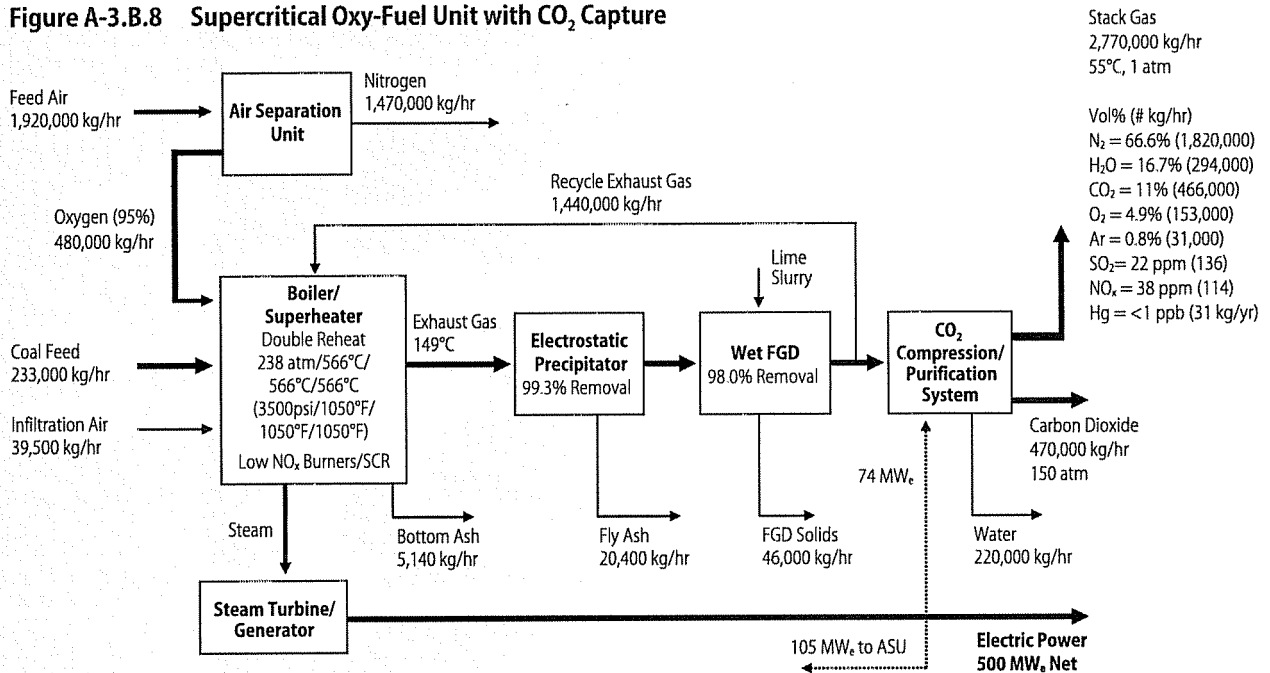 Figure A-3.B.8 Supercritical Oxy-Fuel Unit with CO₂ Capture
Stack Gas
2,770,000 kg/hr
55°C, 1 atm
Vol% (# kg/hr)
N₂ = 66.6% (1,820,000)
H₂O = 16.7% (294,000)
CO₂ = 11% (466,000)
O₂ = 4.9% (153,000)
Ar = 0.8% (31,000)
SO₂= 22 ppm (136)
NOₓ = 38 ppm (114)
Hg = <1 ppb (31 kg/yr)
Feed Air
1,920,000 kg/hr
Air Separation
Unit
Nitrogen
1,470,000 kg/hr
Oxygen (95%)
480,000 kg/hr
Recycle Exhaust Gas
1,440,000 kg/hr
Lime
Slurry
Coal Feed
233,000 kg/hr
Infiltration Air
39,500 kg/hr
Boiler/
Superheater
Double Reheat
238 atm/566°C/
566°C/566°C
(3500psi/1050°F/
1050°F/1050°F)
Low NOₓ Burners/SCR
Exhaust Gas
149°C
Electrostatic
Precipitator
99.3% Removal
Wet FGD
98.0% Removal
CO₂
Compression/
Purification
System
Carbon Dioxide
470,000 kg/hr
150 atm
74 MWₑ
Steam
Bottom Ash
5,140 kg/hr
Fly Ash
20,400 kg/hr
FGD Solids
46,000 kg/hr
Water
220,000 kg/hr
Steam Turbine/
Generator
105 MWₑ to ASU
Electric Power
500 MWₑ Net